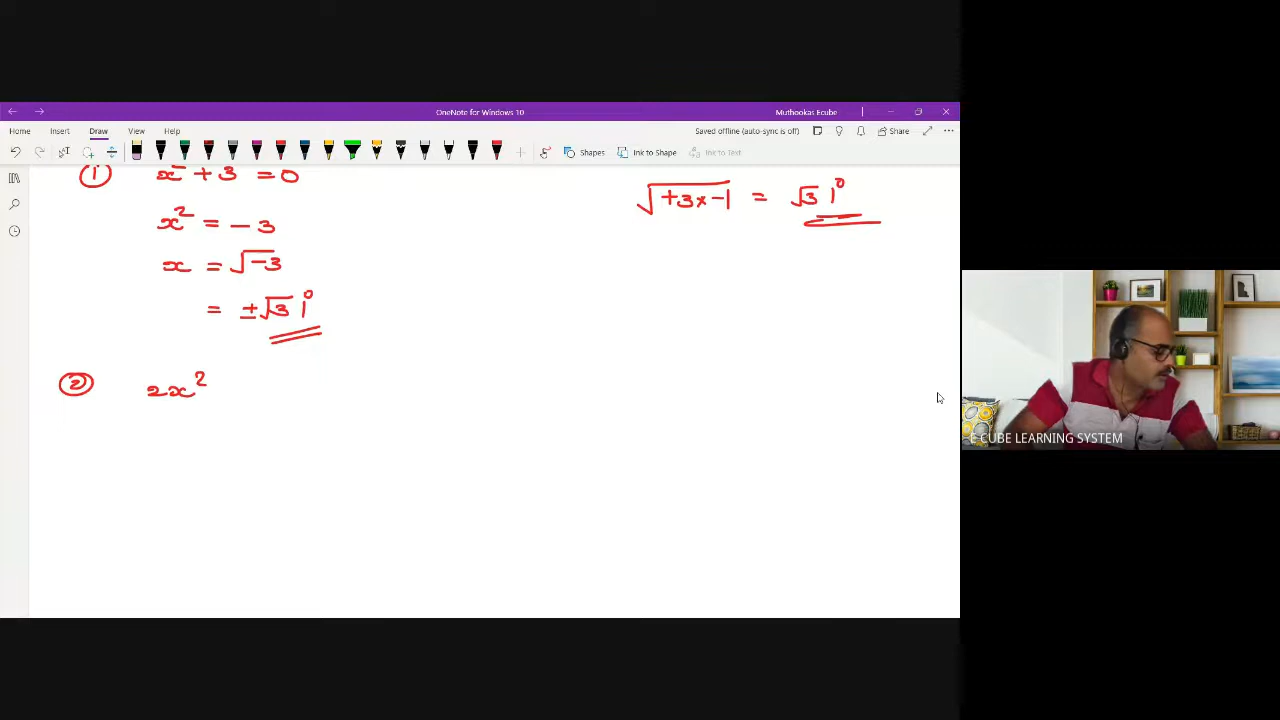 OneNote for Windows 10
Muthookas Ecube
Home Insert Draw View Help
Saved offline (auto-sync is off)
Share
Shapes
Ink to Shape
Ink to Text
① x² + 3 = 0
√+3×-1 = √3 i
x² = -3
x = √-3
= ±√3 i
② 2x²
E CUBE LEARNING SYSTEM